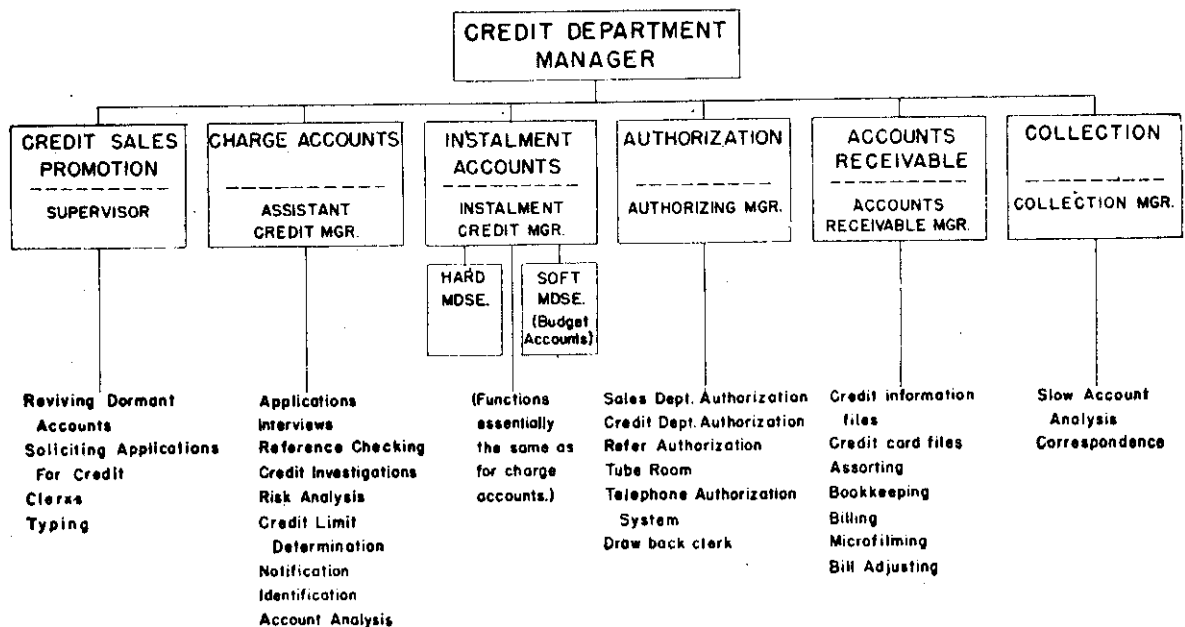 CREDIT DEPARTMENT
MANAGER
CREDIT SALES
PROMOTION
SUPERVISOR
CHARGE ACCOUNTS
ASSISTANT
CREDIT MGR.
INSTALMENT
ACCOUNTS
INSTALMENT
CREDIT MGR.
HARD
MDSE.
SOFT
MDSE.
(Budget
Accounts)
AUTHORIZATION
AUTHORIZING MGR.
ACCOUNTS
RECEIVABLE
ACCOUNTS
RECEIVABLE MGR.
COLLECTION
COLLECTION MGR.
Reviving Dormant
Accounts
Soliciting Applications
For Credit
Clerks
Typing
Applications
Interviews
Reference Checking
Credit Investigations
Risk Analysis
Credit Limit
Determination
Notification
Identification
Account Analysis
(Functions
essentially
the same as
for charge
accounts.)
Sales Dept. Authorization
Credit Dept. Authorization
Refer Authorization
Tube Room
Telephone Authorization
System
Draw back clerk
Credit information
files
Credit card files
Assorting
Bookkeeping
Billing
Microfilming
Bill Adjusting
Slow Account
Analysis
Correspondence